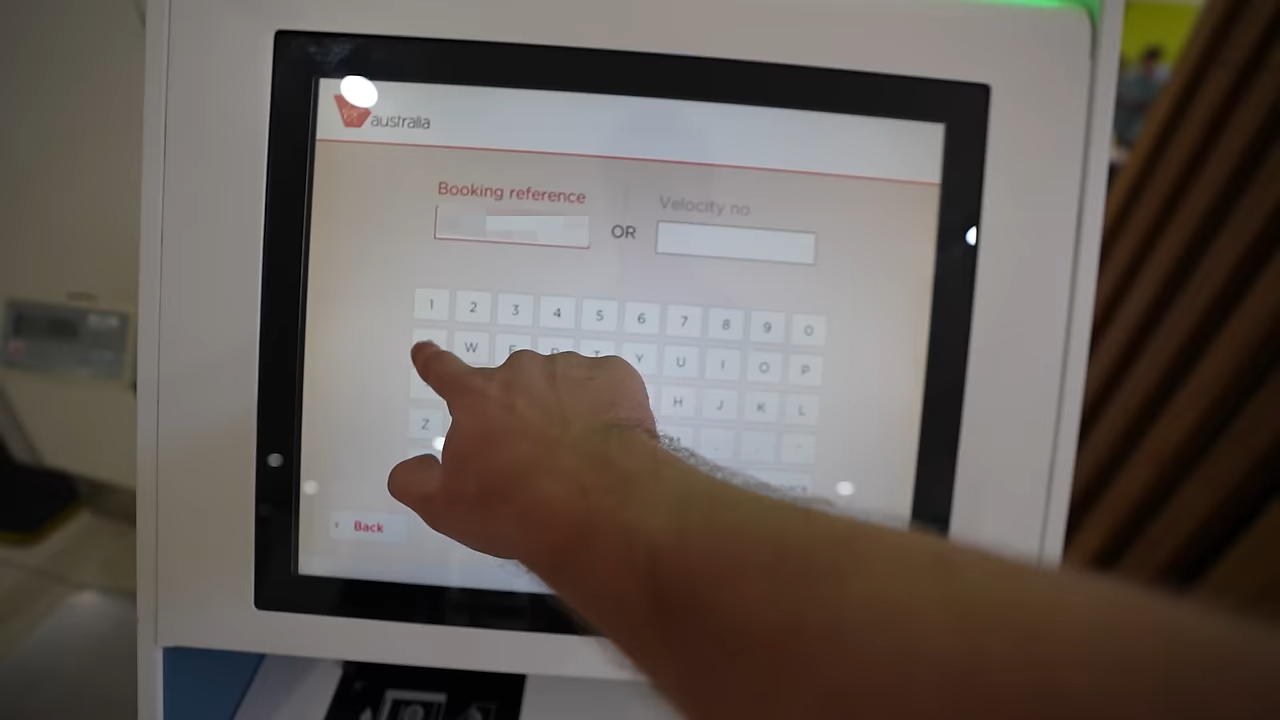 australia
Booking reference
Velocity no
OR
1 2 3 4 5 6 7 8 9 0
W E R T Y U I O P
H J K L
Z M
Back